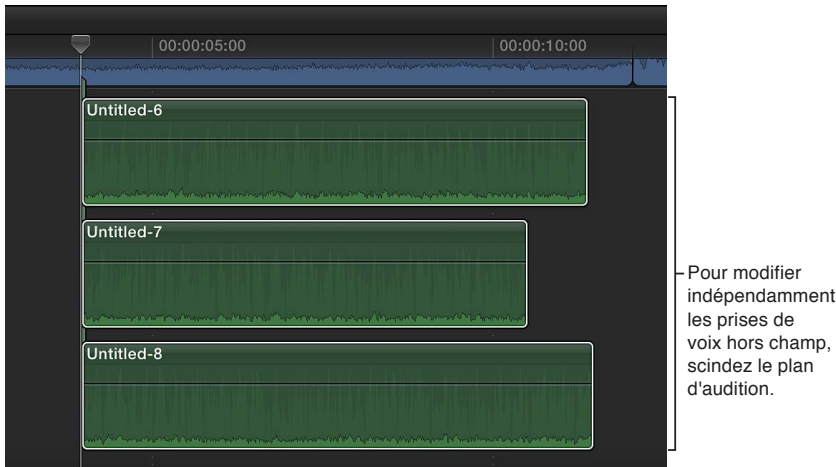 00:00:05:00
00:00:10:00
Untitled-6
Untitled-7
Untitled-8
Pour modifier
indépendamment
les prises de
voix hors champ,
scindez le plan
d'audition.